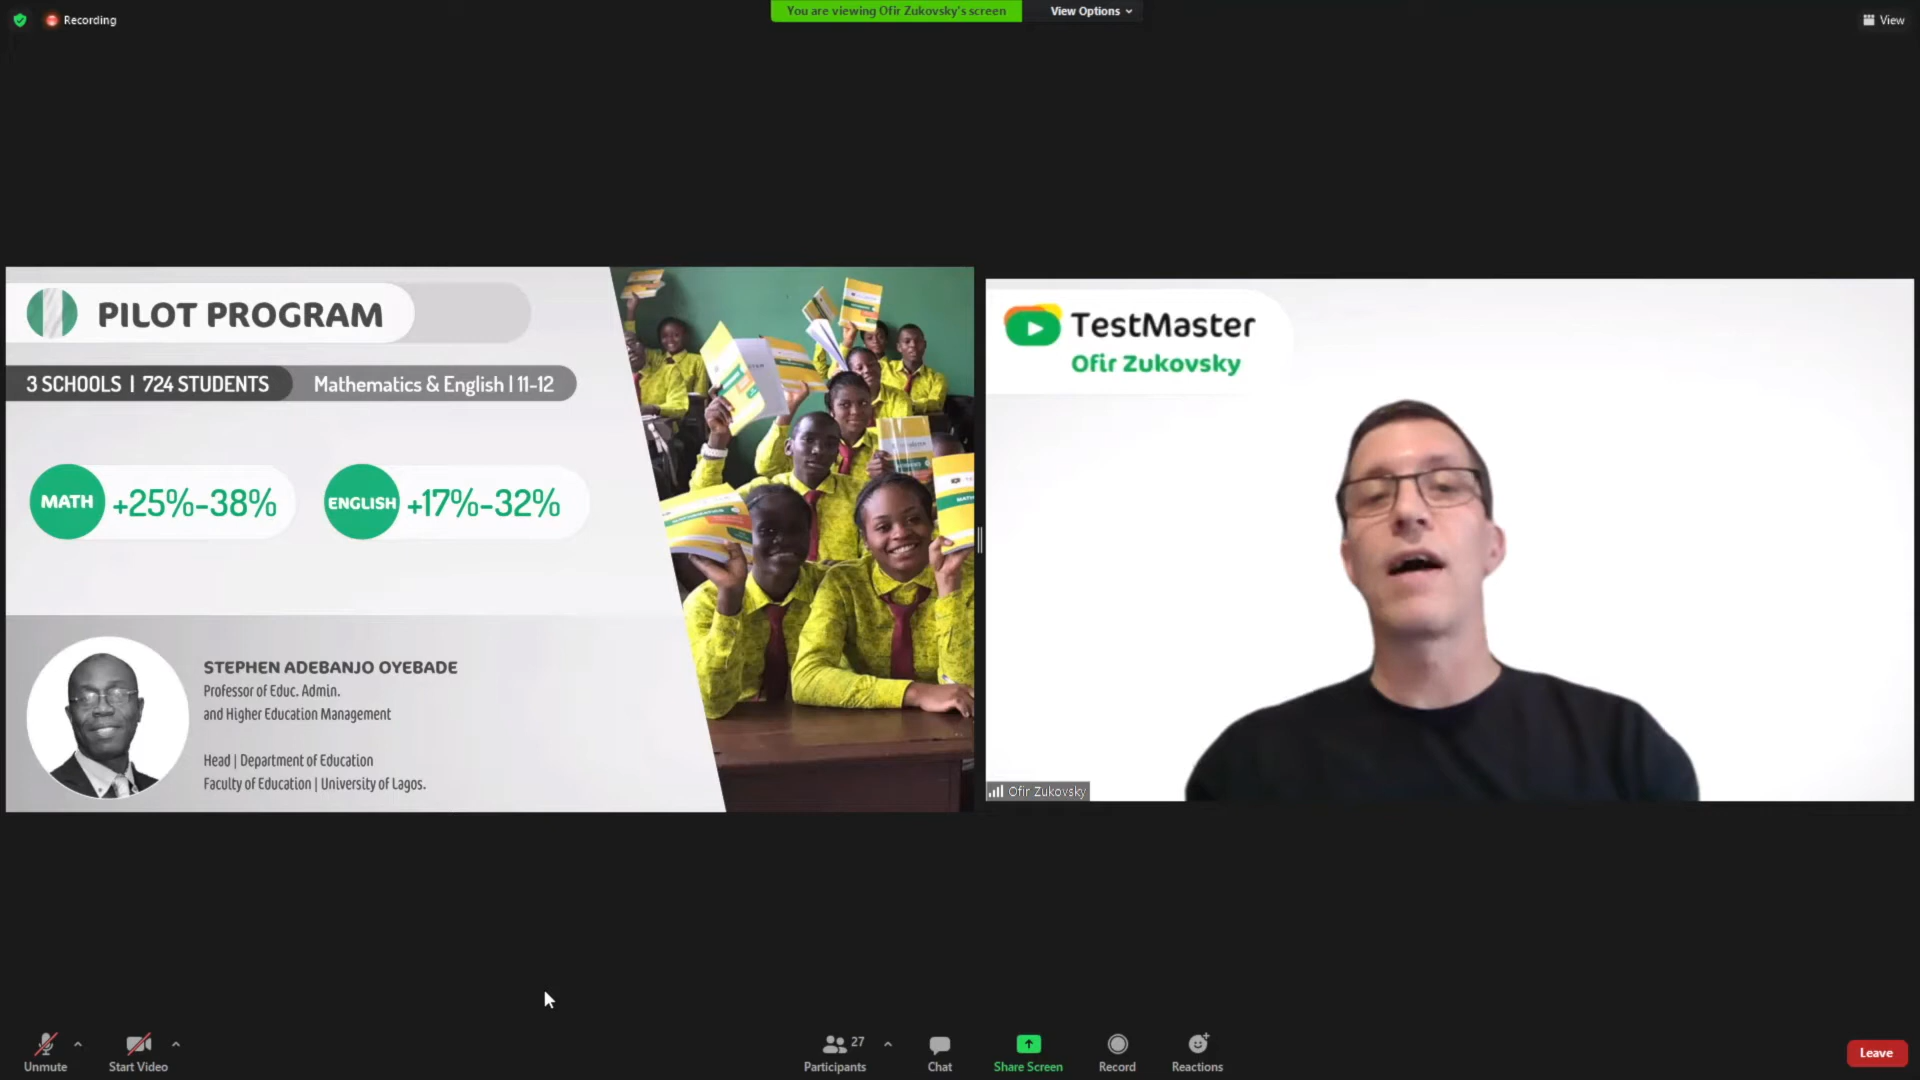 Recording
You are viewing Ofir Zukovsky's screen
View Options
View
PILOT PROGRAM
3 SCHOOLS | 724 STUDENTS
Mathematics & English | 11-12
MATH +25%-38%
ENGLISH +17%-32%
STEPHEN ADEBANJO OYEBADE
Professor of Educ. Admin.
and Higher Education Management
Head | Department of Education
Faculty of Education | University of Lagos.
TestMaster
Ofir Zukovsky
Ofir Zukovsky
Unmute
Start Video
27
Participants
Chat
Share Screen
Record
Reactions
Leave